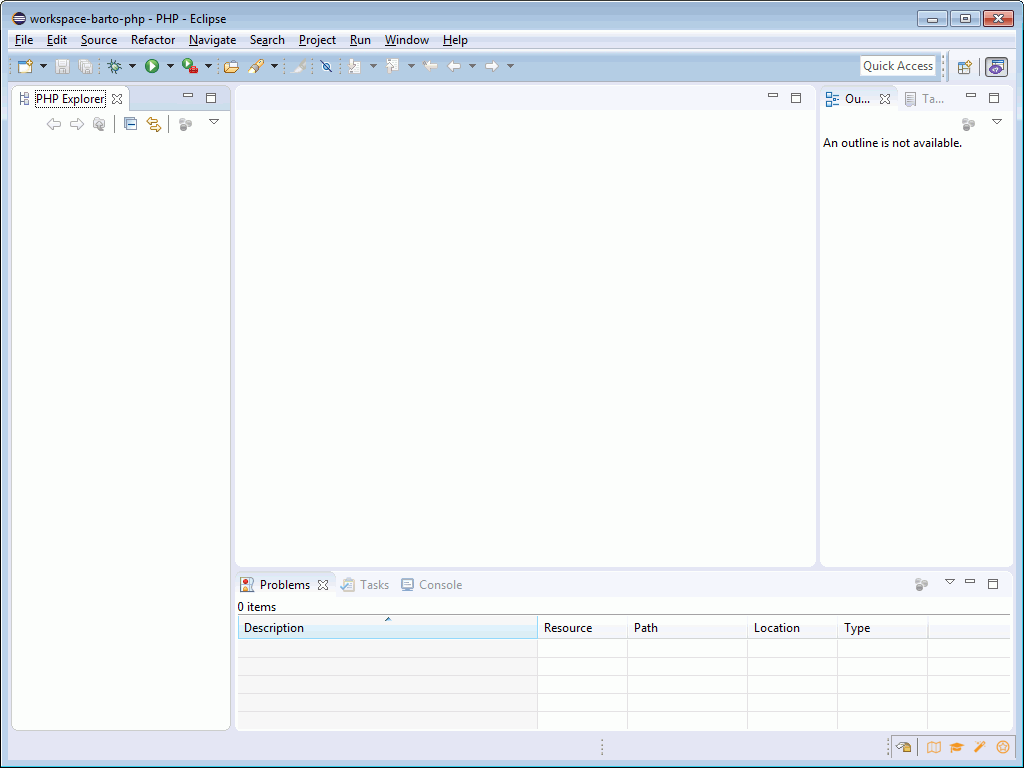 workspace-barto-php - PHP - Eclipse
File Edit Source Refactor Navigate Search Project Run Window Help
Quick Access
PHP Explorer
Ou... Ta...
An outline is not available.
Problems Tasks Console
0 items
Description Resource Path Location Type